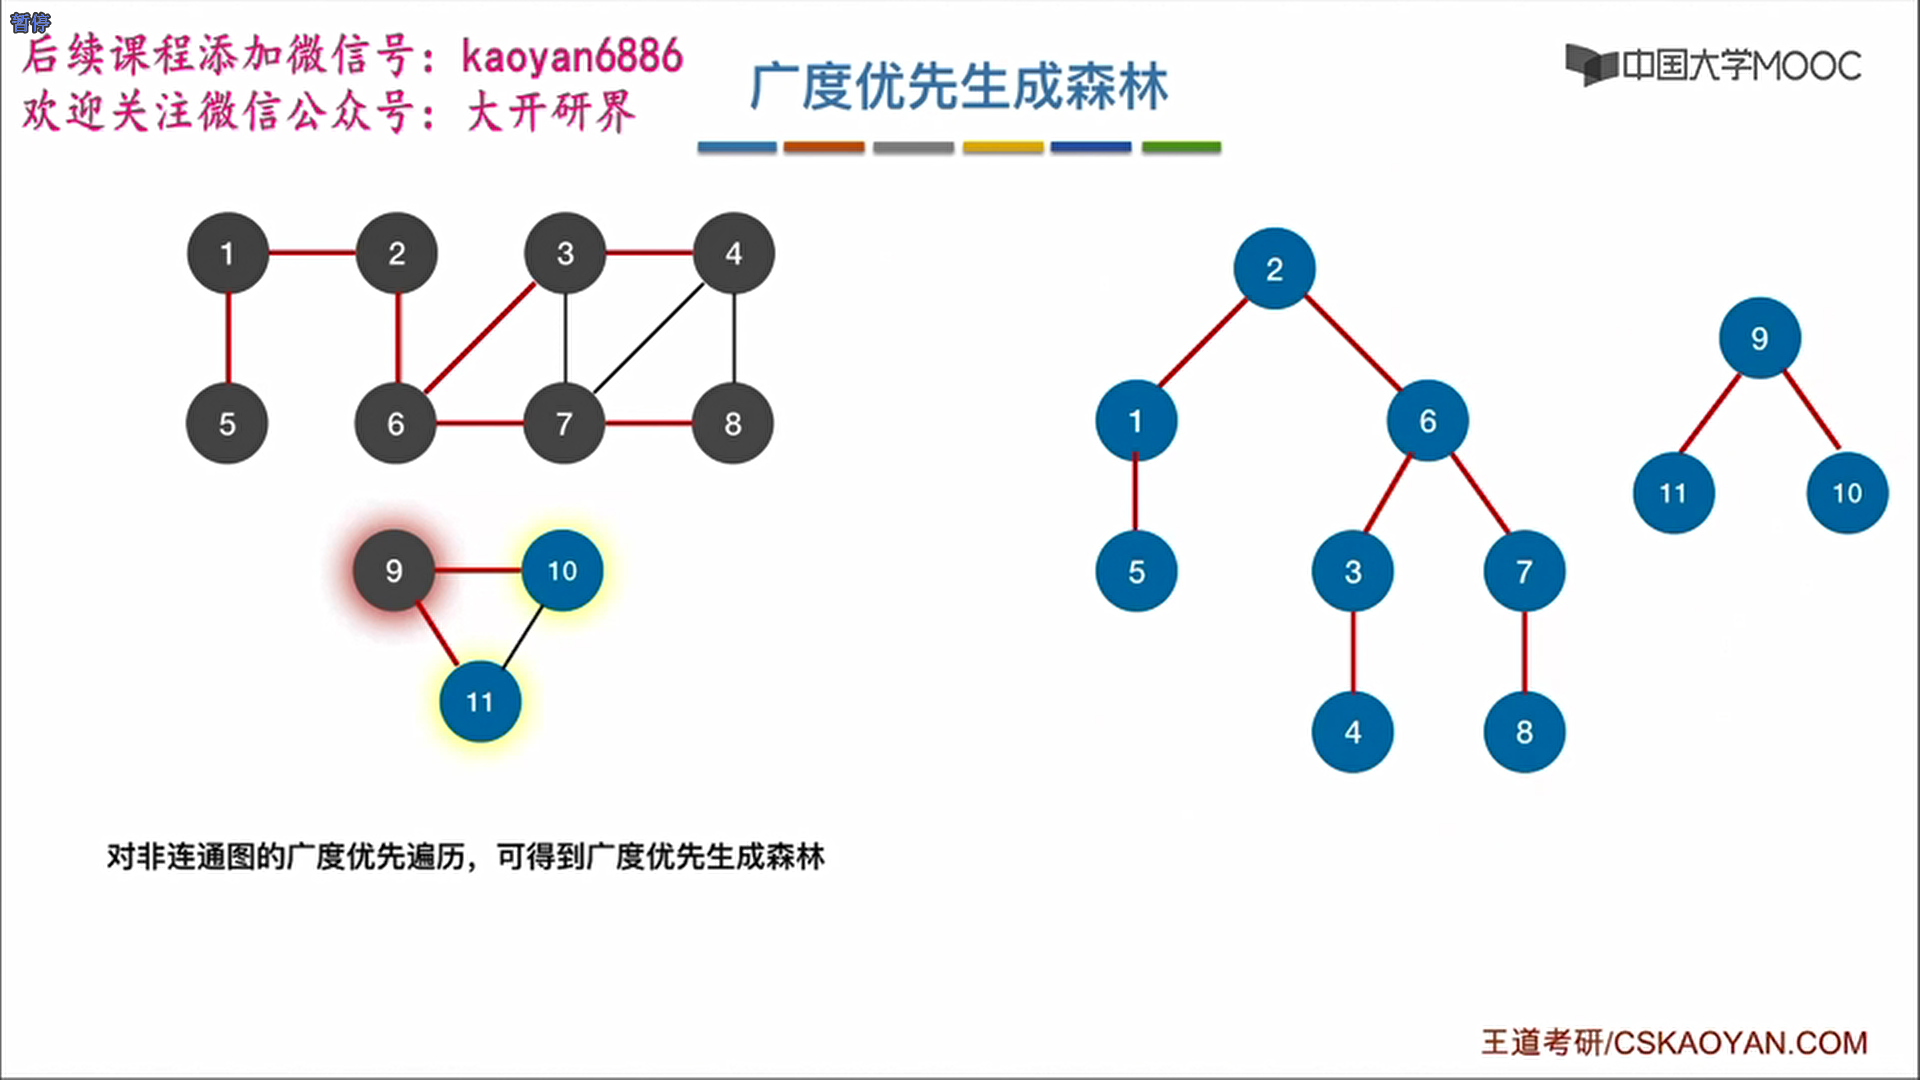 暂停
后续课程添加微信号：kaoyan6886
欢迎关注微信公众号：大开研界
广度优先生成森林
中国大学MOOC
1 2 3 4
5 6 7 8
9 10
11
2
1 6
5 3 7
4 8
9
11 10
对非连通图的广度优先遍历，可得到广度优先生成森林
王道考研/CSKAOYAN.COM